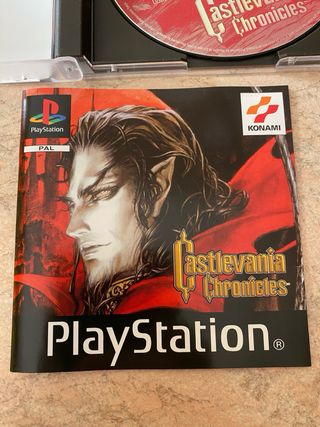 Castlevania
Chronicles
PlayStation
PAL
KONAMI
Castlevania
Chronicles
PlayStation®